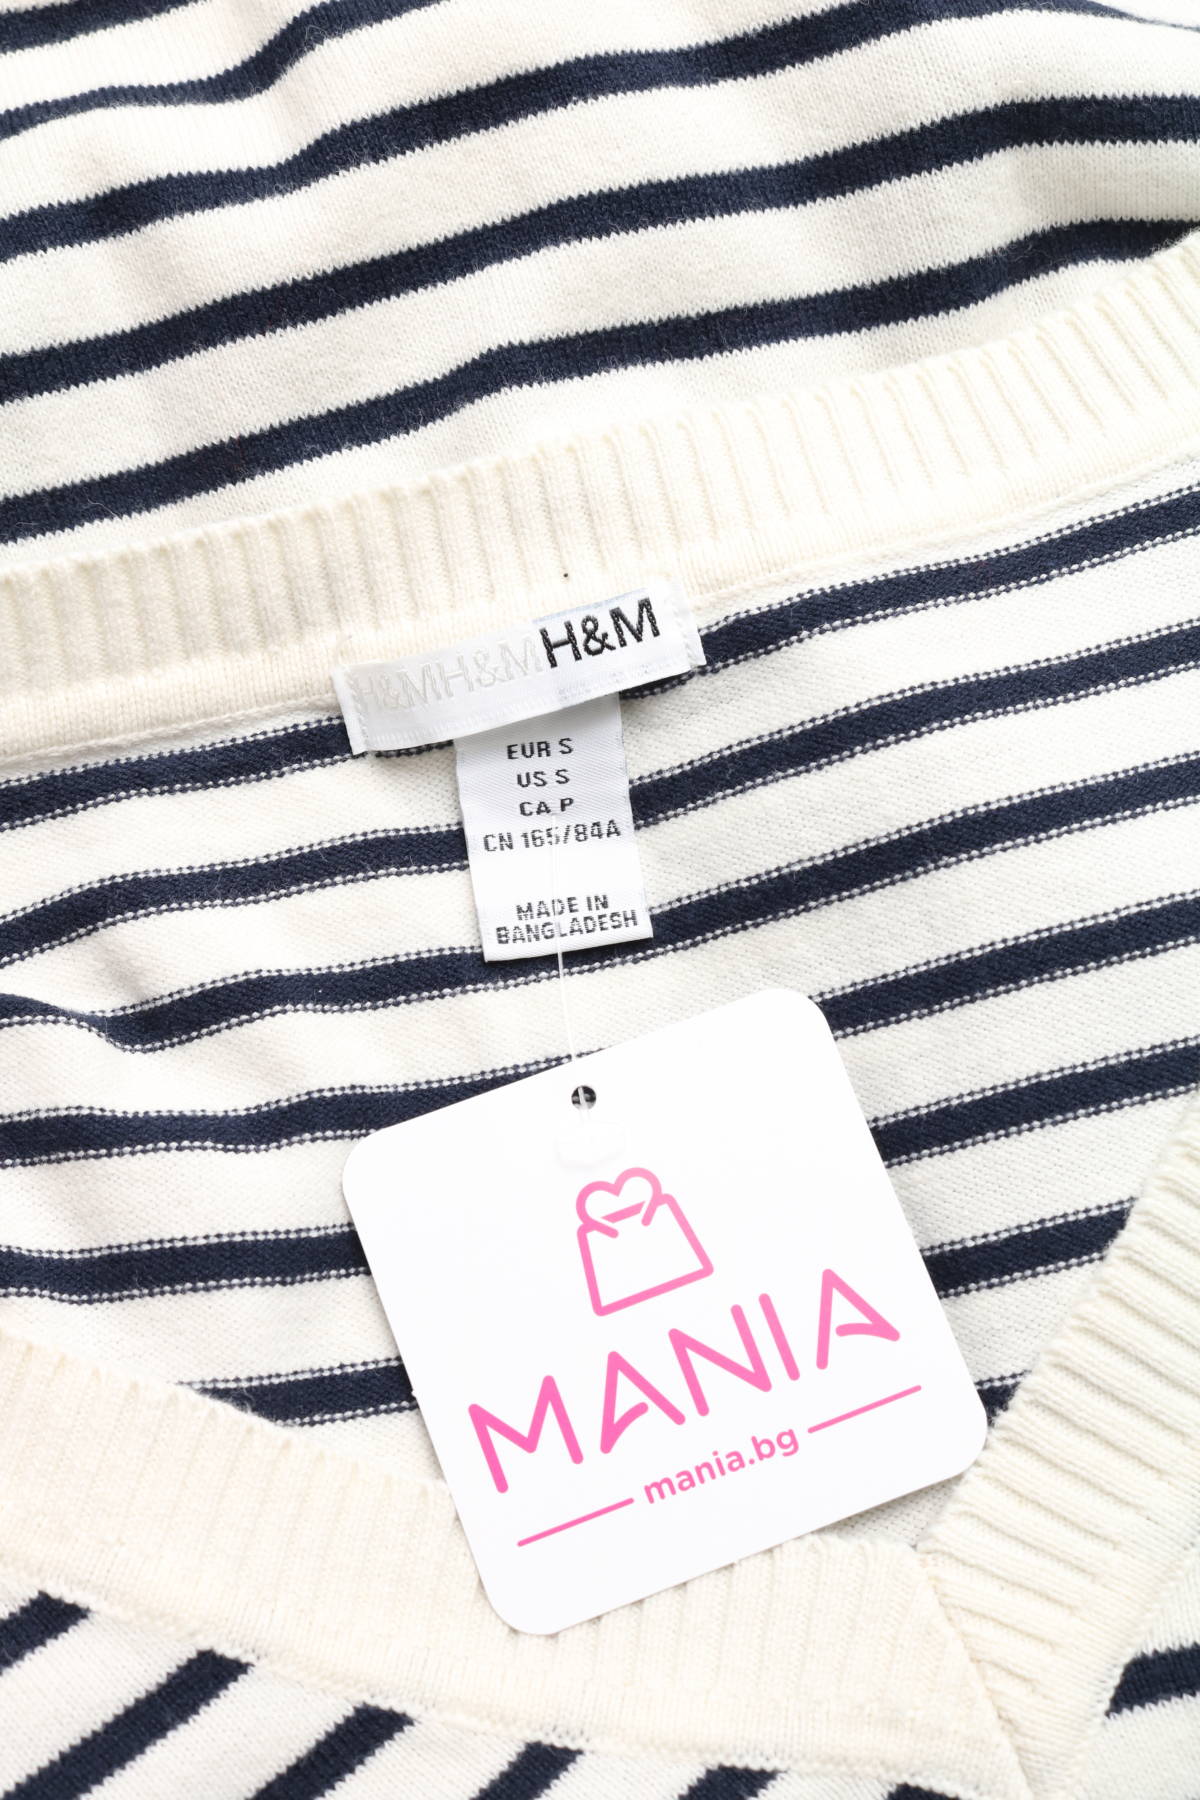 H&MH&MH&M
EUR S
US S
CA P
CN 165/84A
MADE IN
BANGLADESH
MANIA
mania.bg